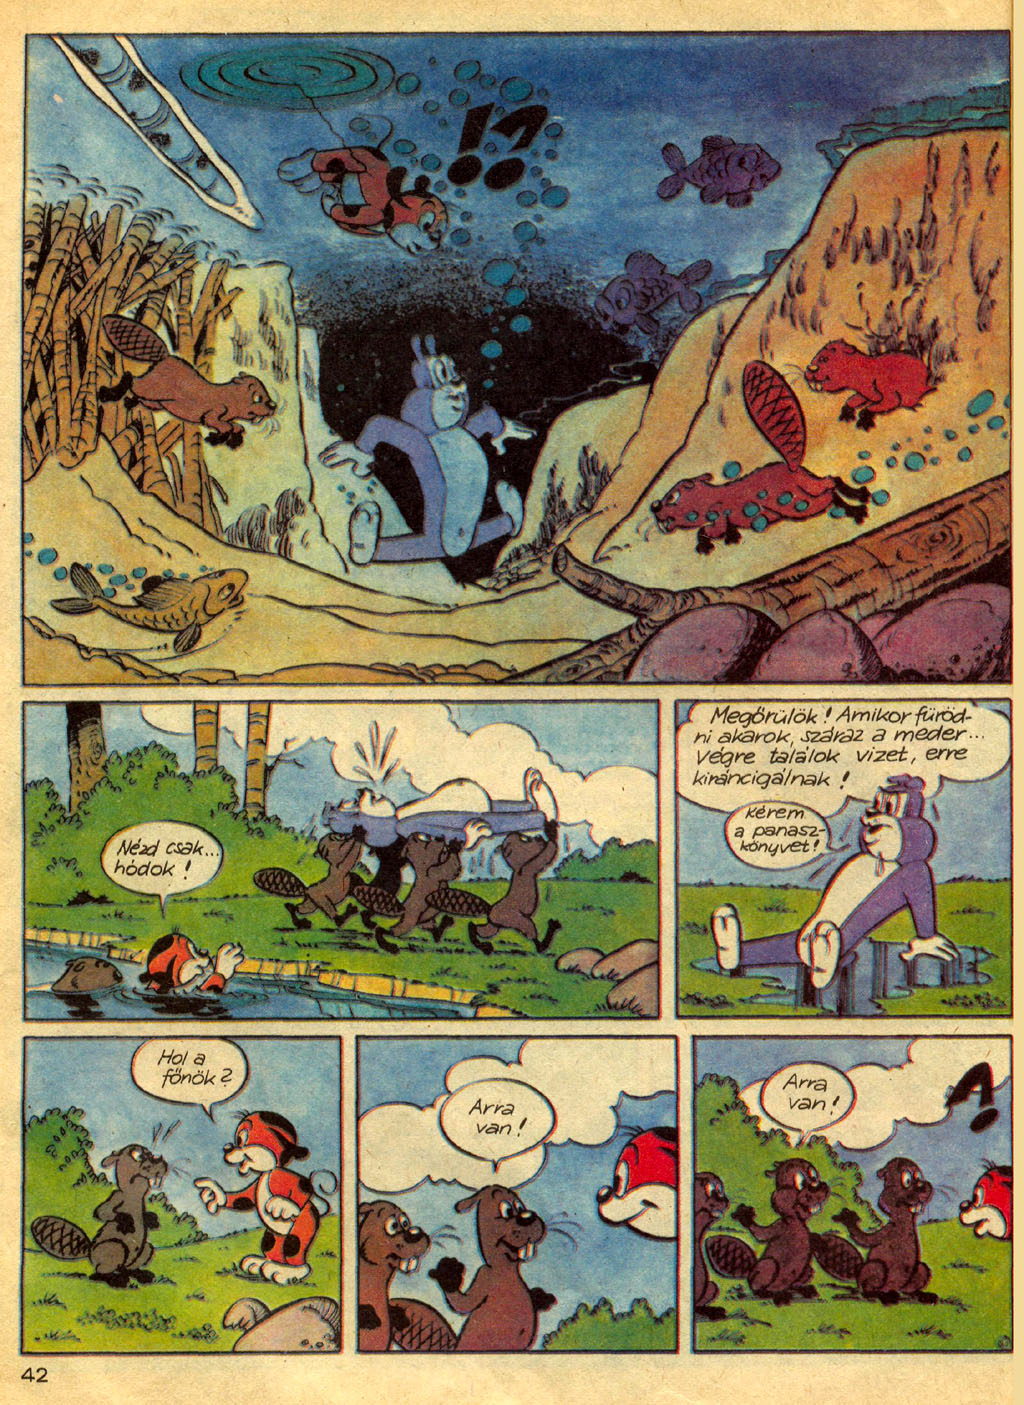 !?
Nézd csak...
hódok!
Megőrülök! Amikor füröd-
ni akarok, száraz a meder...
Végre találok vizet, erre
kiráncigálnak!
Kérem
a panasz-
könyvet!
Hol a
főnök?
Arra
van!
Arra
van!
?
42